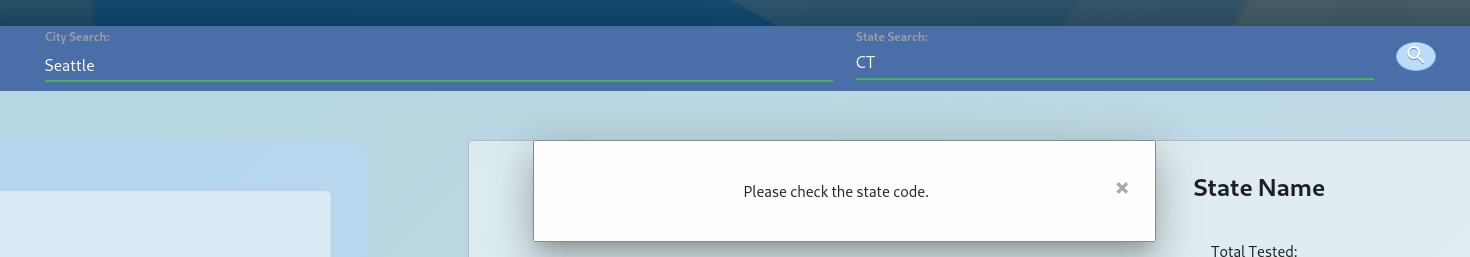 City Search:
Seattle
State Search:
CT
Please check the state code.
×
State Name
Total Tested: